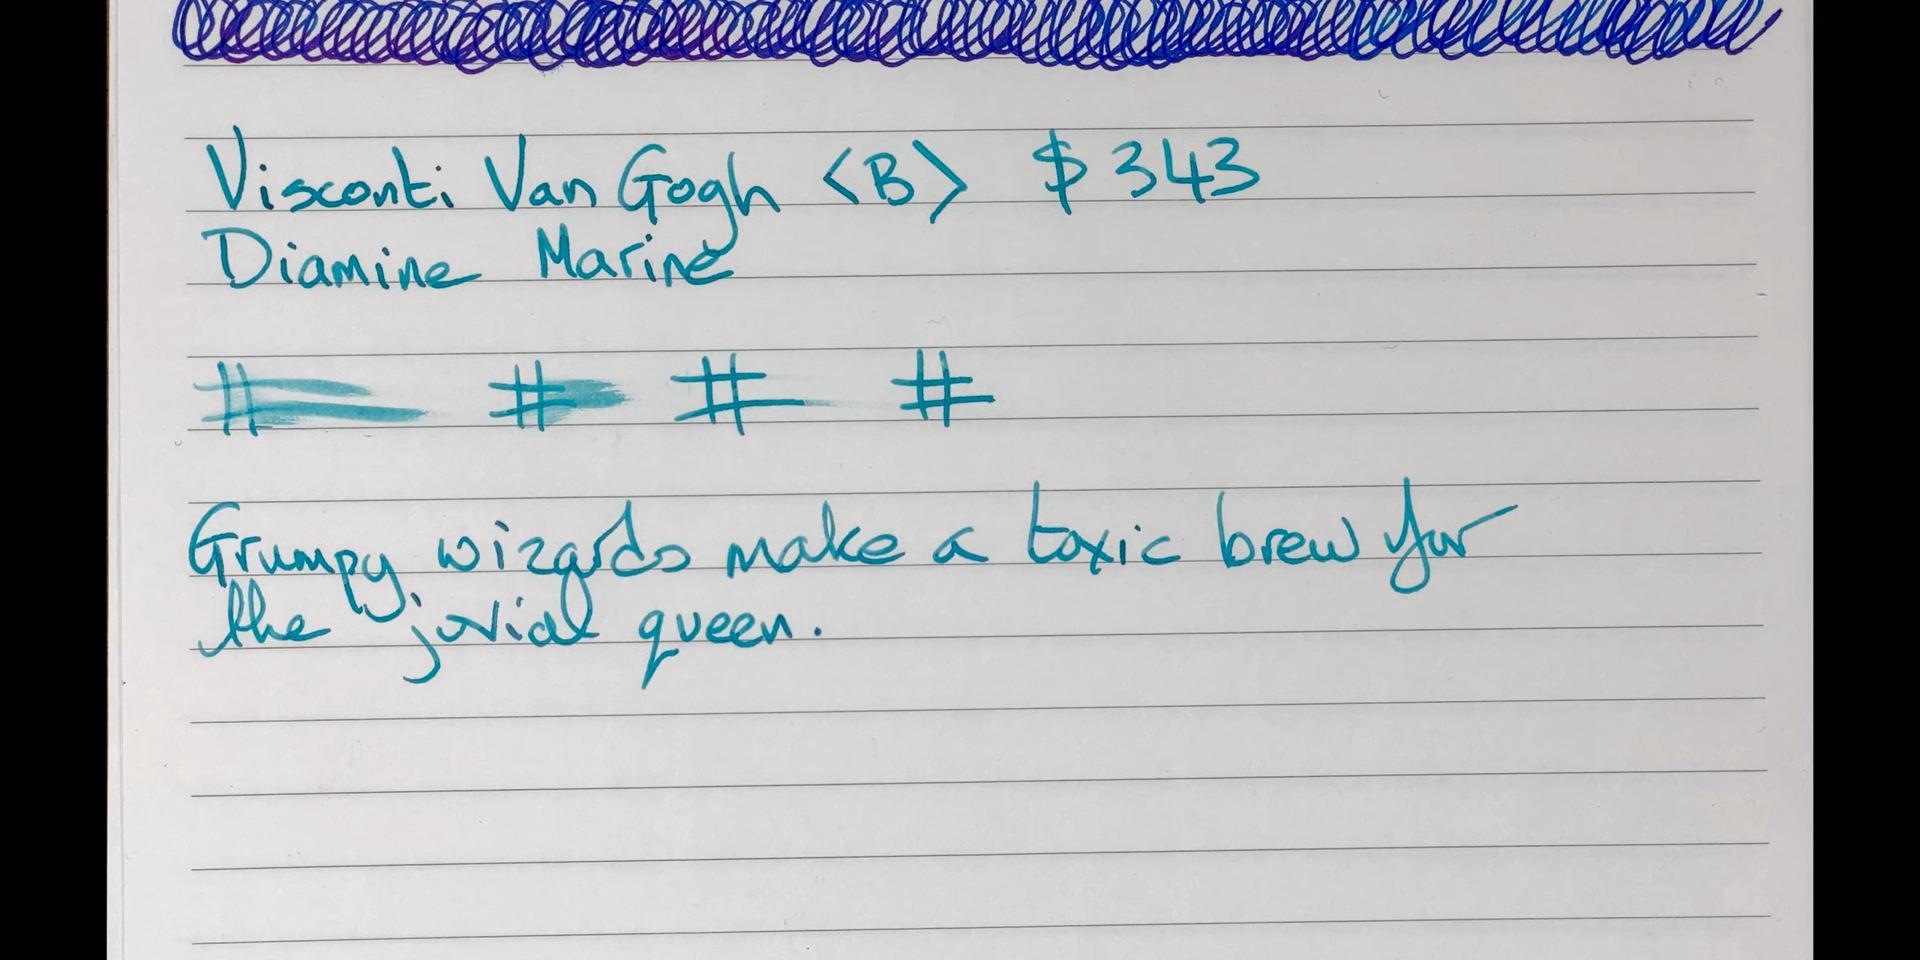 Visconti Van Gogh <B> $343
Diamine Marine
# # # #
Grumpy wizards make a toxic brew for
the jovial queen.